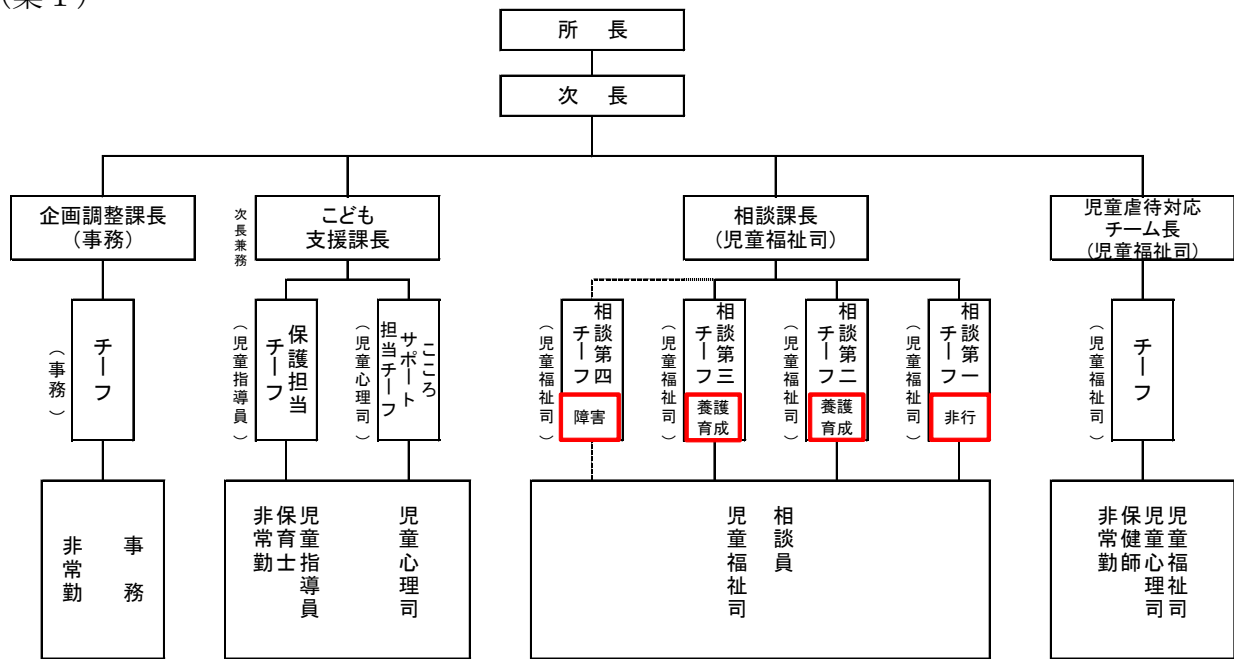 (案1)
所　長
次　長
企画調整課長
(事務)
次長兼務
こども
支援課長
相談課長
(児童福祉司)
児童虐待対応
チーム長
(児童福祉司)
チーフ
(事務)
保護担当
チーフ
(児童指導員)
こころ
サポート
担当チーフ
(児童心理司)
相談第四
チーフ
障害
(児童福祉司)
相談第三
チーフ
養護
育成
(児童福祉司)
相談第二
チーフ
養護
育成
(児童福祉司)
相談第一
チーフ
非行
(児童福祉司)
チーフ
事　務
非常勤
児童心理司
児童指導員
保育士
非常勤
相談員
児童福祉司
児童福祉司
児童心理司
保健師
非常勤